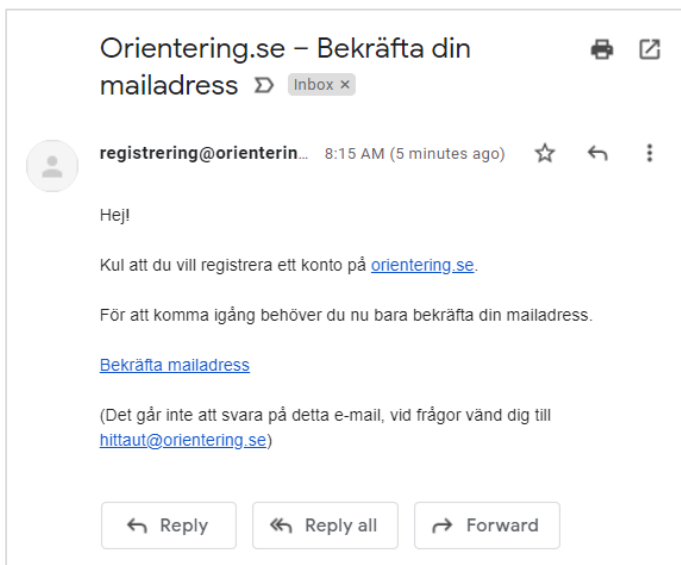 Orientering.se – Bekräfta din
mailadress Inbox ×
registrering@orienterin... 8:15 AM (5 minutes ago)
Hej!
Kul att du vill registrera ett konto på orientering.se.
För att komma igång behöver du nu bara bekräfta din mailadress.
Bekräfta mailadress
(Det går inte att svara på detta e-mail, vid frågor vänd dig till
hittaut@orientering.se)
Reply Reply all Forward